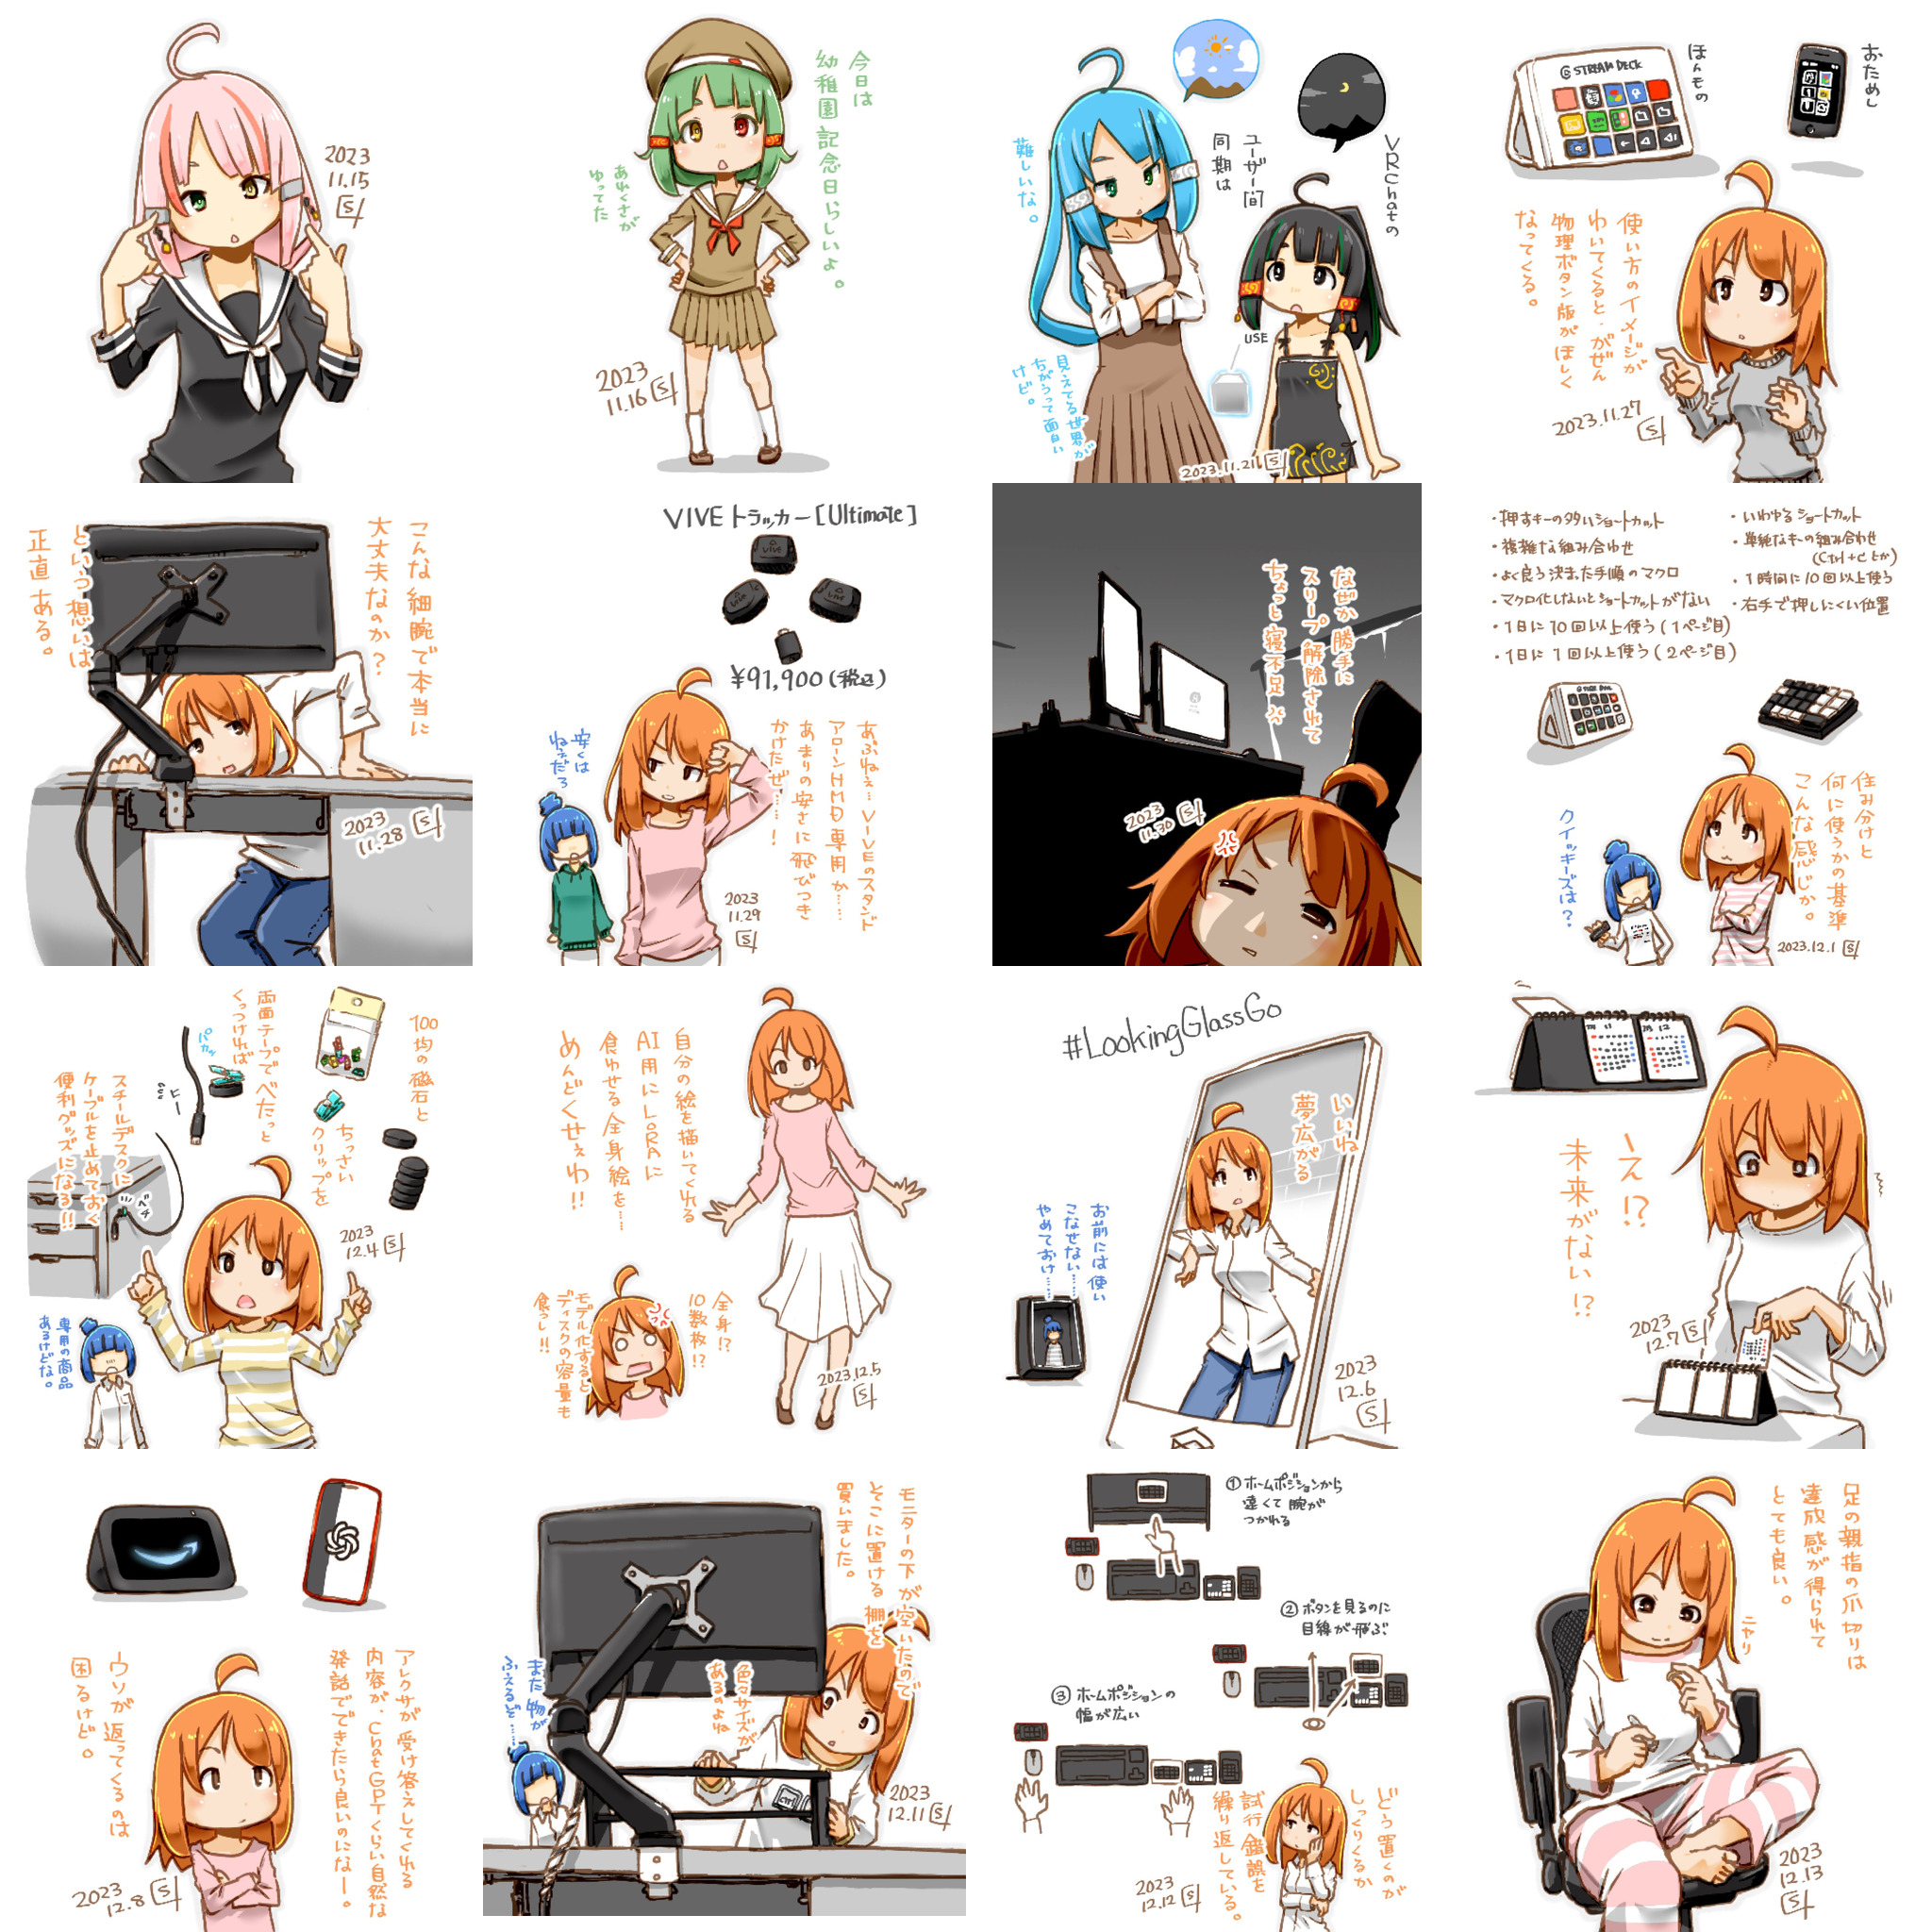 2023
11.15
今日は
幼稚園記念日らしいよ。
ゆってた
2023
11.16
VRChatの
ユーザー間
同期は
難しいな。
見えてる世界が
ちがうって面白い
けど。
USE
2023.11.21
STREAM DECK
ほんもの
おためし
使い方のイメージが
わいてくると、がぜん
物理ボタン版がほしく
なってくる。
2023.11.27
こんな細腕で本当に
大丈夫なのか?
という想いは
正直ある。
2023
11.28
VIVEトラッカー[Ultimate]
VIVE
¥91,900(税込)
あぶねぇ…VIVEのスタンド
アローンHMD専用か……
あまりの安さに飛びつき
かけたぜ……!
安くは
ねぇだろ
2023
11.29
なぜか勝手に
スリープ解除されて
ちょっと寝不足
2023
11.30
・押すキーの多いショートカット
・複雑な組み合わせ
・よく良う決まった手順のマクロ
・マクロ化しないとショートカットがない
・1日に10回以上使う(1ページ目)
・1日に1回以上使う(2ページ目)
・いわゆるショートカット
・単純なキーの組み合わせ
(Ctrl+Cとか)
・1時間に10回以上使う
・右手で押しにくい位置
住み分けと
何に使うかの基準
こんな感じか。
クイックキーズは?
2023.12.1
100均の磁石と
ちっさい
クリップを
両面テープでべたっと
くっつければ
パカッ
ビー
ペチ
スチールデスクに
ケーブルを止めておく
便利グッズになる!!
専用の商品
あるけどな。
2023
12.4
自分の絵を描いてくれる
AI用にLoRAに
食わせる全身絵を……
めんどくせぇわ!!
全身!?
10数枚!?
モデル化すると
ディスクの容量も
食うし!!
2023.12.5
#LookingGlassGo
いいね
夢広がる
お前には使い
こなせない……
やめておけ……
2023
12.6
え!?
未来がない!?
2023
12.7
アレクサが受け答えしてくれる
内容が、ChatGPTくらい自然な
発話でできたら良いのになー。
ウソが返ってくるのは
困るけど。
2023
12.8
モニターの下が空いたので
そこに置ける棚を
買いました。
色々サイズが
あるのよね
また物が
ふえるぞ……
2023
12.11
①ホームポジションから
遠くて腕が
つかれる
②ボタンを見るのに
目線が飛ぶ
③ホームポジションの
幅が広い
どう置くのが
しっくりくるか
試行錯誤を
繰り返している。
2023
12.12
足の親指の爪切りは
達成感が得られて
とても良い。
ニヤリ
2023
12.13